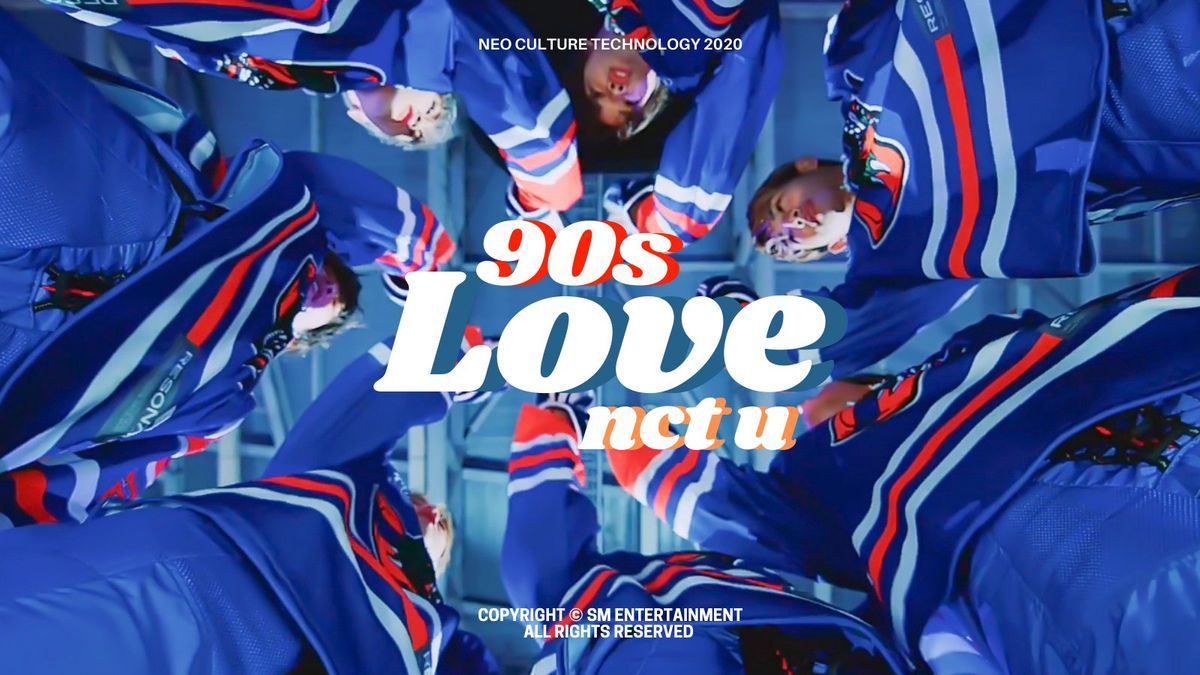 NEO CULTURE TECHNOLOGY 2020
90s
Love
nct u
COPYRIGHT © SM ENTERTAINMENT
ALL RIGHTS RESERVED